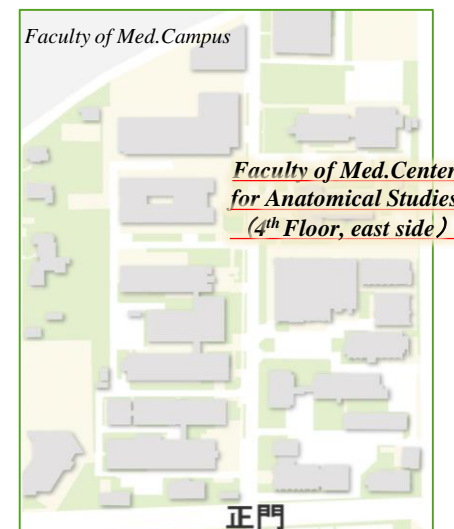 Faculty of Med.Campus
Faculty of Med.Center
for Anatomical Studies
（4th Floor, east side）
正門